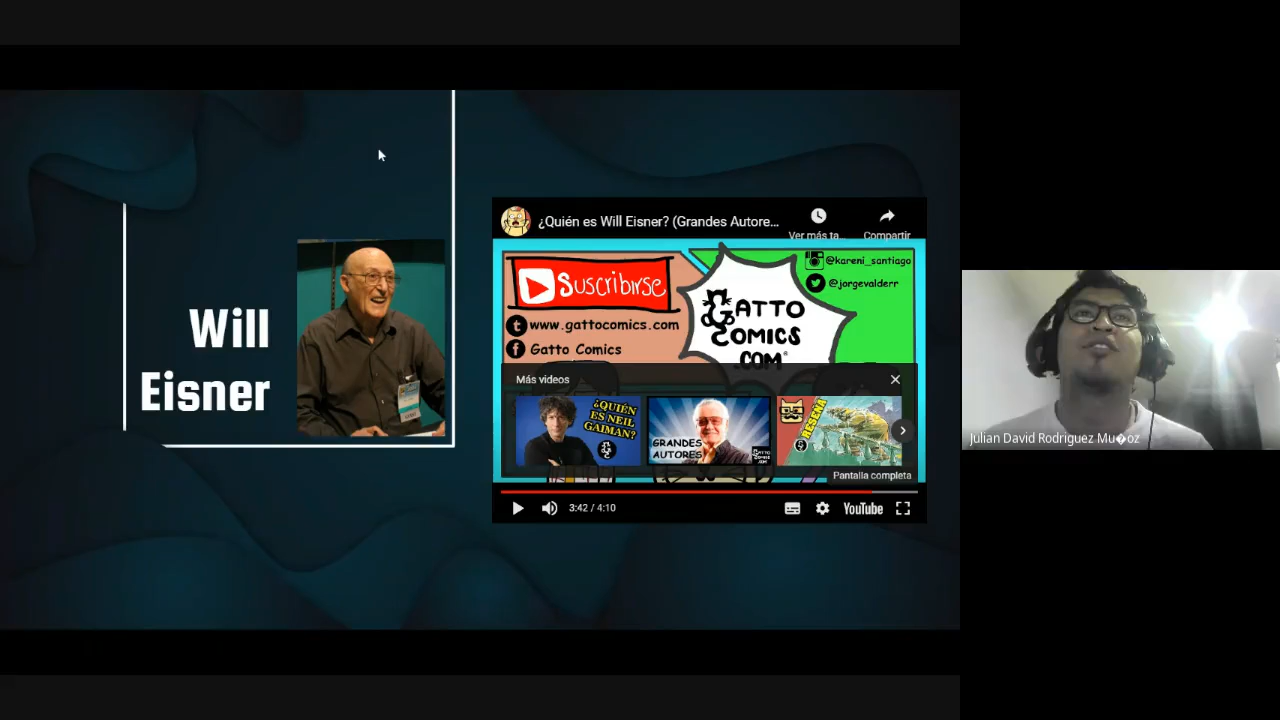 Will
Eisner
¿Quién es Will Eisner? (Grandes Autore...
Ver más ta...
Compartir
Suscribirse
@kareni_santiago
@jorgevalderr
www.gattocomics.com
Gatto Comics
GATTO
COMICS
.COM
Más videos
¿QUIÉN
ES NEIL
GAIMAN?
GRANDES
AUTORES
RESEÑA
Pantalla completa
3:42 / 4:10
YouTube
Julian David Rodriguez Mu�oz